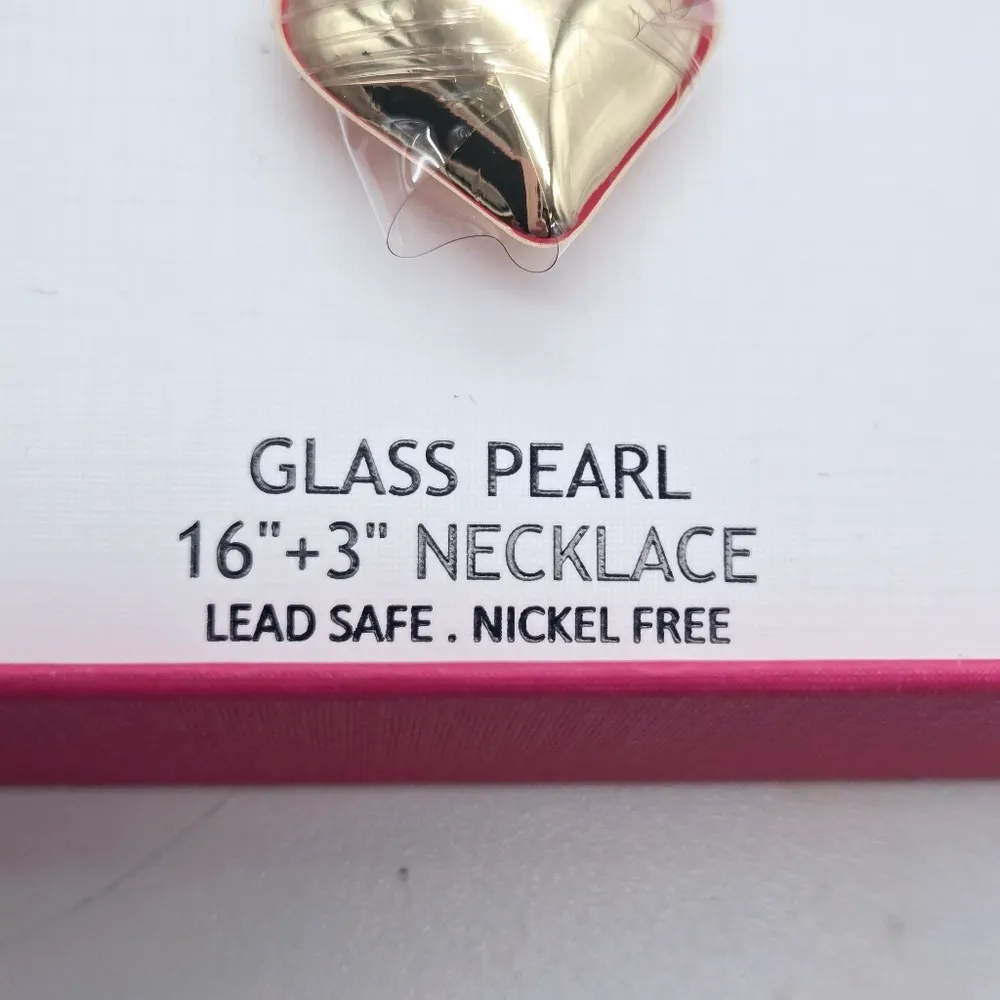 GLASS PEARL
16"+3" NECKLACE
LEAD SAFE . NICKEL FREE